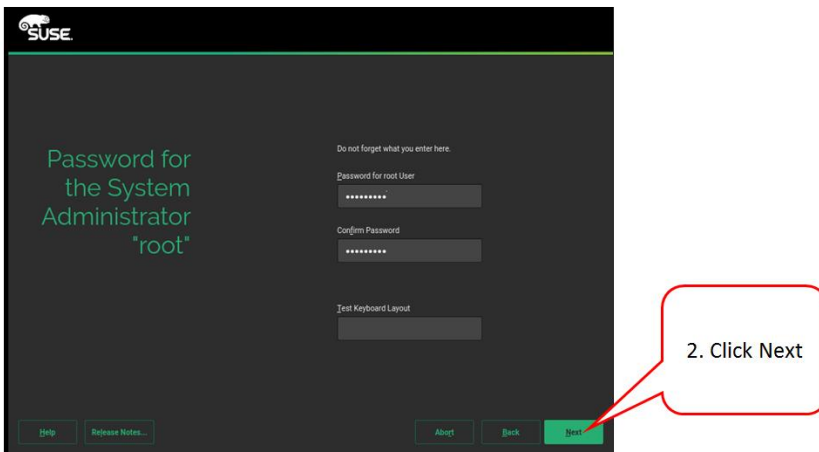 SUSE.
Password for
the System
Administrator
"root"
Do not forget what you enter here.
Password for root User
•••••••••
Confirm Password
•••••••••
Test Keyboard Layout
2. Click Next
Help
Release Notes...
Abort
Back
Next